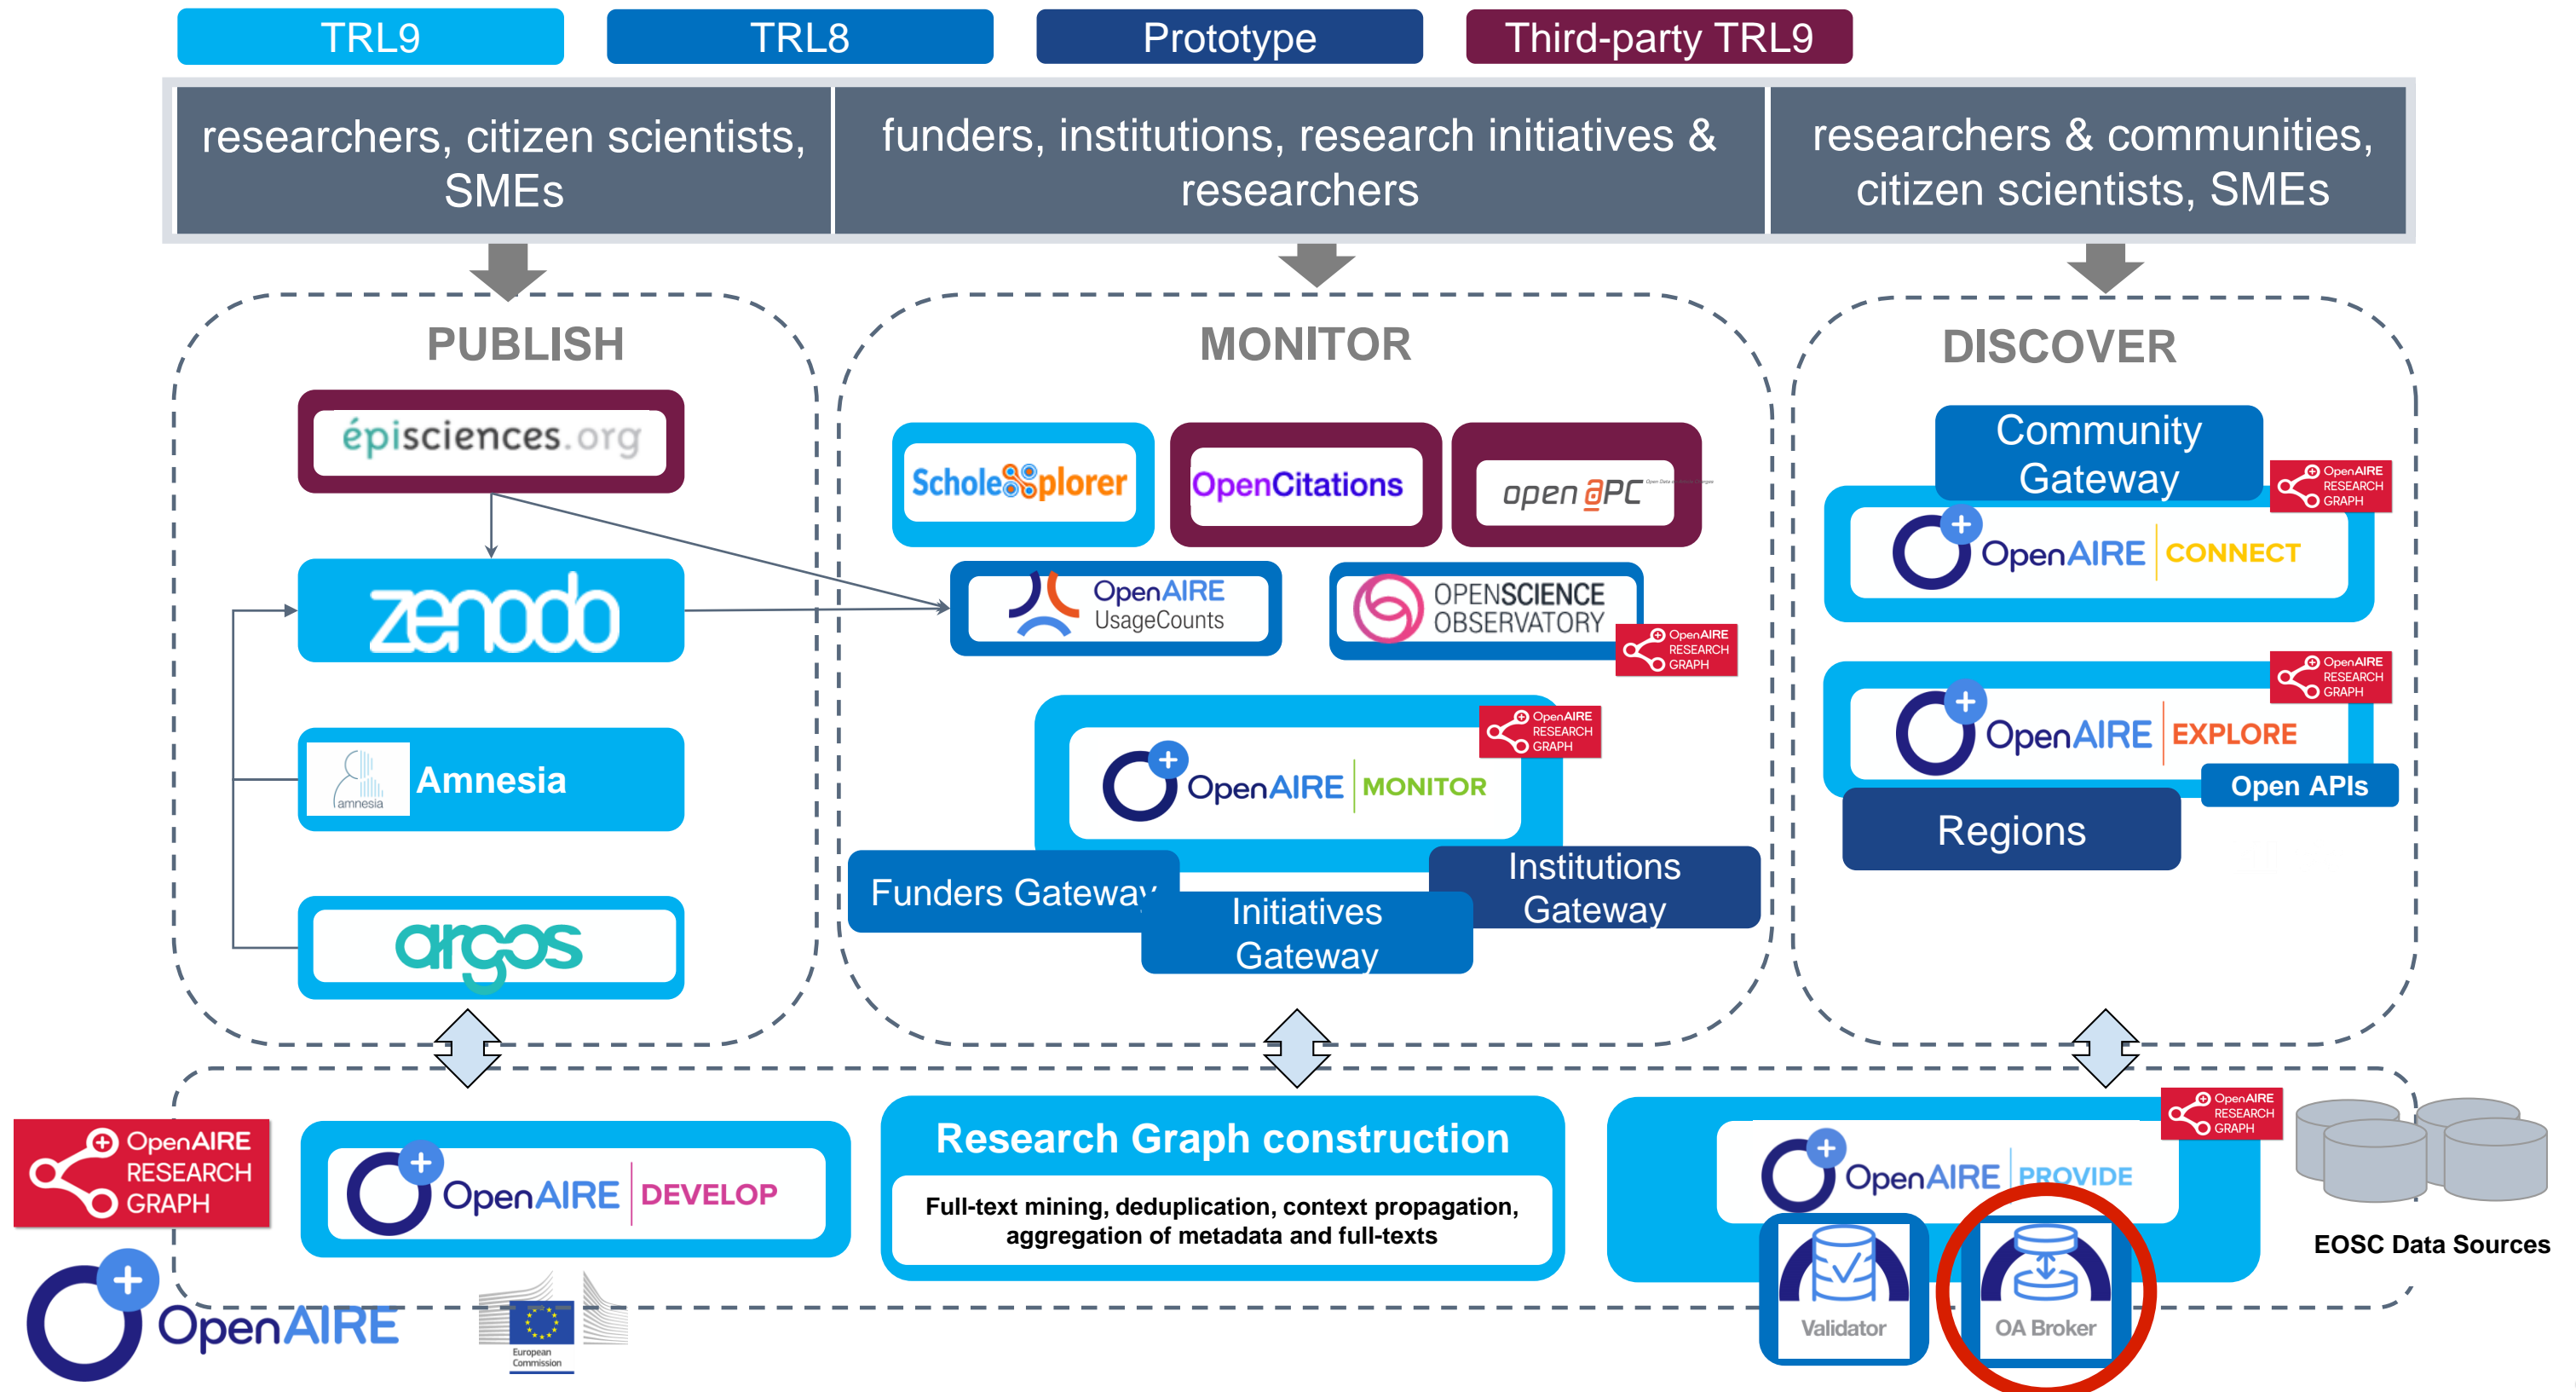 TRL9
TRL8
Prototype
Third-party TRL9
researchers, citizen scientists,
SMEs
funders, institutions, research initiatives &
researchers
researchers & communities,
citizen scientists, SMEs
PUBLISH
MONITOR
DISCOVER
épisciences.org
zenodo
amnesia
Amnesia
argos
ScholeXplorer
OpenCitations
open aPC
OpenAIRE
UsageCounts
OPENSCIENCE
OBSERVATORY
OpenAIRE
RESEARCH
GRAPH
OpenAIRE
RESEARCH
GRAPH
OpenAIRE MONITOR
Funders Gateway
Initiatives
Gateway
Institutions
Gateway
Community
Gateway
OpenAIRE
RESEARCH
GRAPH
OpenAIRE CONNECT
OpenAIRE
RESEARCH
GRAPH
OpenAIRE EXPLORE
Open APIs
Regions
OpenAIRE
RESEARCH
GRAPH
OpenAIRE DEVELOP
Research Graph construction
Full-text mining, deduplication, context propagation,
aggregation of metadata and full-texts
OpenAIRE
RESEARCH
GRAPH
OpenAIRE PROVIDE
Validator
OA Broker
EOSC Data Sources
OpenAIRE
European
Commission